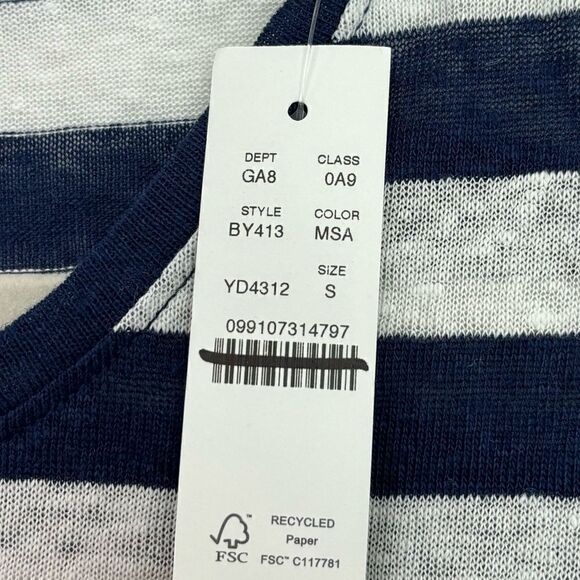 DEPT CLASS
GA8 0A9
STYLE COLOR
BY413 MSA
SIZE
YD4312 S
099107314797
RECYCLED
Paper
FSC FSC™ C117781